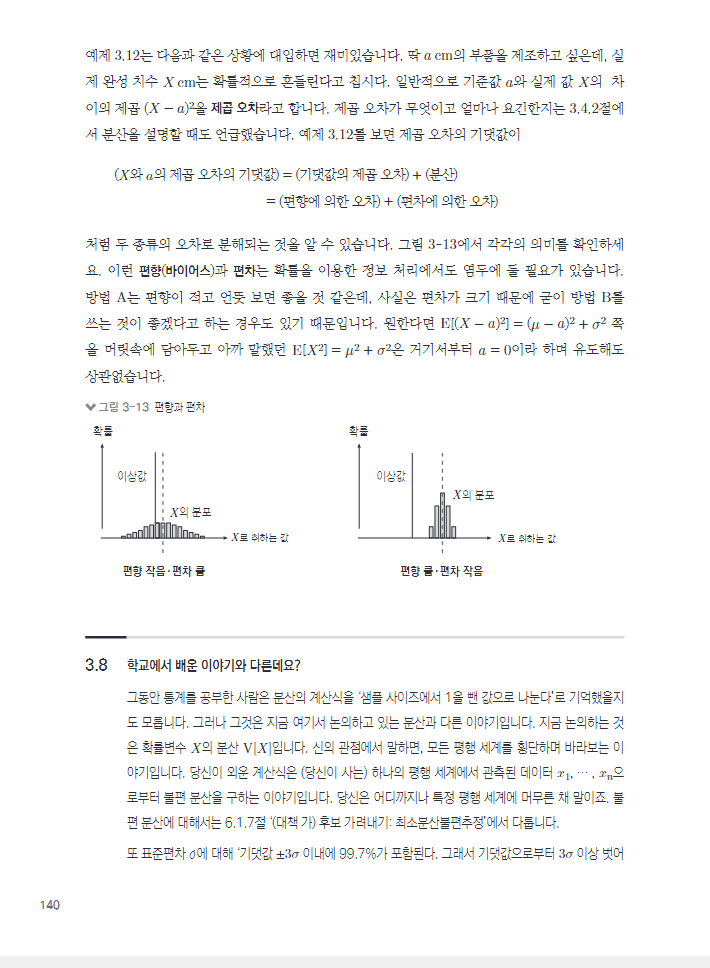 예제 3.12는 다음과 같은 상황에 대입하면 재미있습니다. 딱 a cm의 부품을 제조하고 싶은데, 실
제 완성 치수 X cm는 확률적으로 흔들린다고 칩시다. 일반적으로 기준값 a와 실제 값 X의 차
이의 제곱 (X − a)²을 제곱 오차라고 합니다. 제곱 오차가 무엇이고 얼마나 요긴한지는 3.4.2절에
서 분산을 설명할 때도 언급했습니다. 예제 3.12를 보면 제곱 오차의 기댓값이
(X와 a의 제곱 오차의 기댓값) = (기댓값의 제곱 오차) + (분산)
= (편향에 의한 오차) + (편차에 의한 오차)
처럼 두 종류의 오차로 분해되는 것을 알 수 있습니다. 그림 3-13에서 각각의 의미를 확인하세
요. 이런 편향(바이어스)과 편차는 확률을 이용한 정보 처리에서도 염두에 둘 필요가 있습니다.
방법 A는 편향이 적고 언뜻 보면 좋을 것 같은데, 사실은 편차가 크기 때문에 굳이 방법 B를
쓰는 것이 좋겠다고 하는 경우도 있기 때문입니다. 원한다면 E[(X − a)²] = (μ − a)² + σ² 쪽
을 머릿속에 담아두고 아까 말했던 E[X²] = μ² + σ²은 거기서부터 a = 0이라 하며 유도해도
상관없습니다.
그림 3-13 편향과 편차
확률
이상값
X의 분포
X로 취하는 값
편향 작음·편차 큼
확률
이상값
X의 분포
X로 취하는 값
편향 큼·편차 작음
3.8 학교에서 배운 이야기와 다른데요?
그동안 통계를 공부한 사람은 분산의 계산식을 '샘플 사이즈에서 1을 뺀 값으로 나눈다'로 기억했을지
도 모릅니다. 그러나 그것은 지금 여기서 논의하고 있는 분산과 다른 이야기입니다. 지금 논의하는 것
은 확률변수 X의 분산 V[X]입니다. 신의 관점에서 말하면, 모든 평행 세계를 횡단하며 바라보는 이
야기입니다. 당신이 외운 계산식은 (당신이 사는) 하나의 평행 세계에서 관측된 데이터 x₁, ⋯ , xₙ으
로부터 불편 분산을 구하는 이야기입니다. 당신은 어디까지나 특정 평행 세계에 머무른 채 말이죠. 불
편 분산에 대해서는 6.1.7절 '(대책 가) 후보 가려내기: 최소분산불편추정'에서 다룹니다.
또 표준편차 σ에 대해 '기댓값 ±3σ 이내에 99.7%가 포함된다. 그래서 기댓값으로부터 3σ 이상 벗어
140